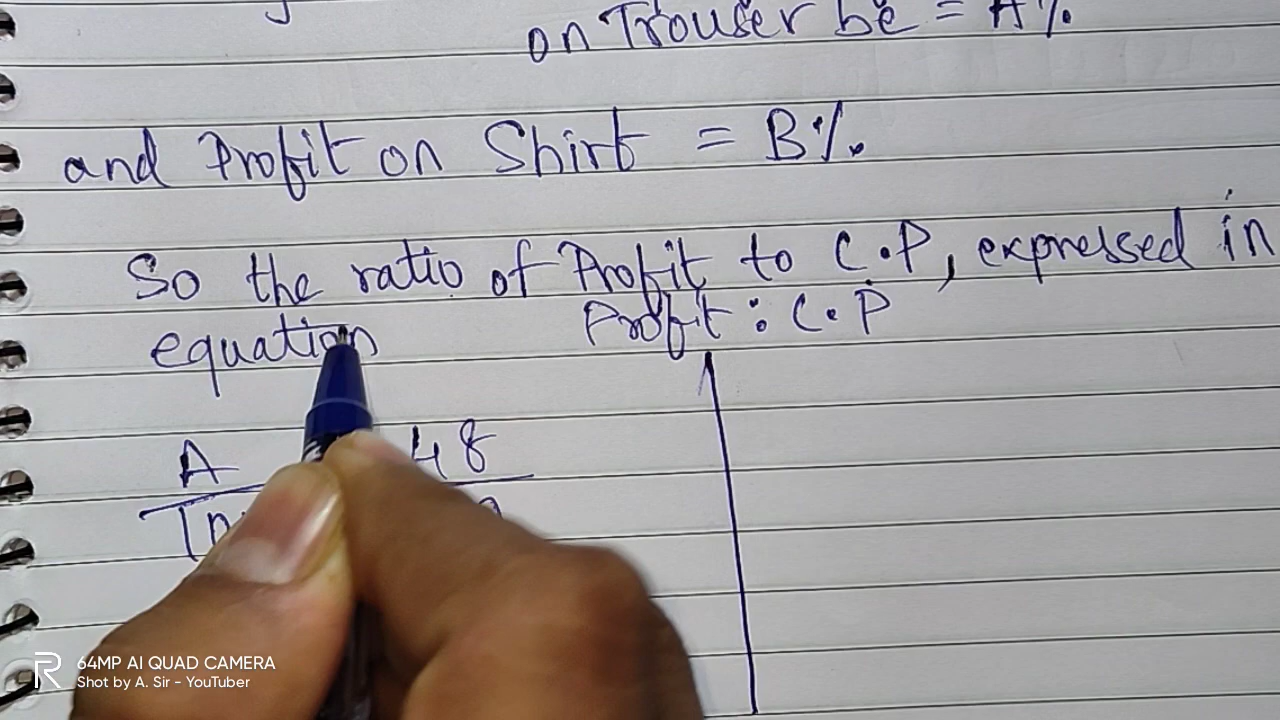 on Trouser be = A%
and Profit on Shirt = B%.
So the ratio of Profit to C.P, expressed in
equation Profit : C.P
A 48
64MP AI QUAD CAMERA
Shot by A. Sir - YouTuber